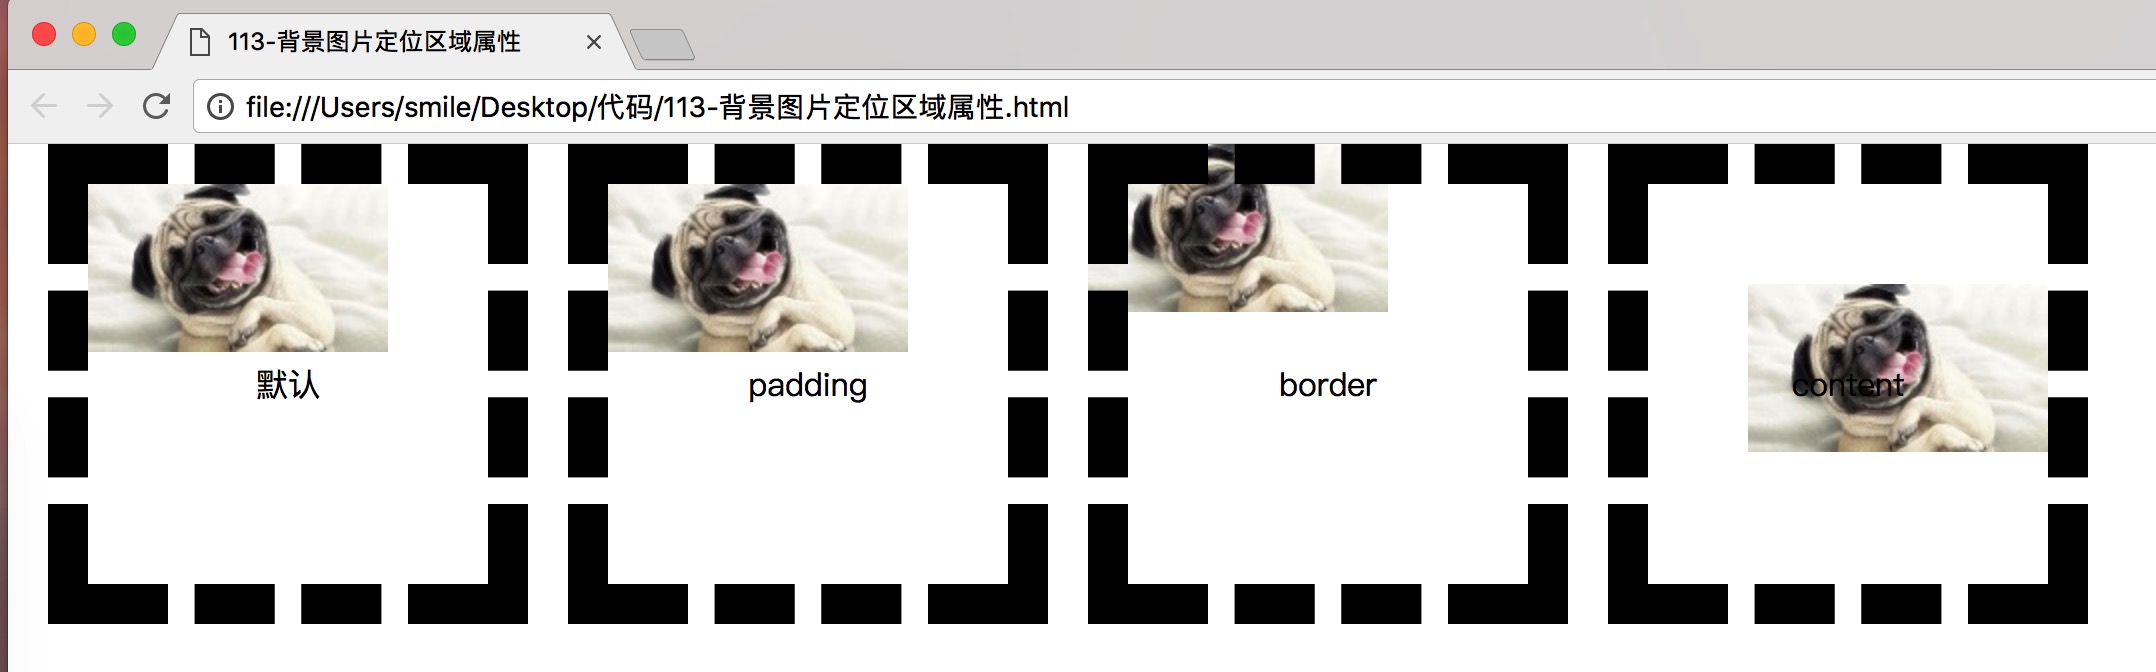 113-背景图片定位区域属性
file:///Users/smile/Desktop/代码/113-背景图片定位区域属性.html
默认
padding
border
content